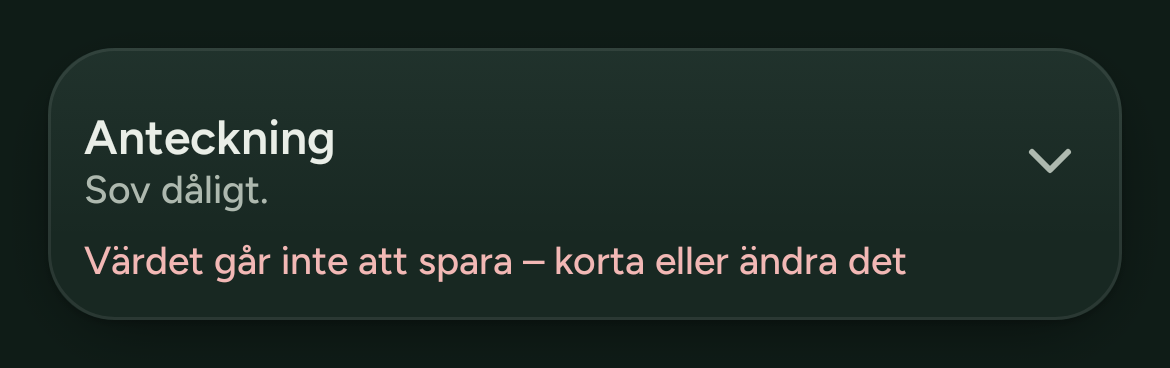 Anteckning
Sov dåligt.
Värdet går inte att spara – korta eller ändra det